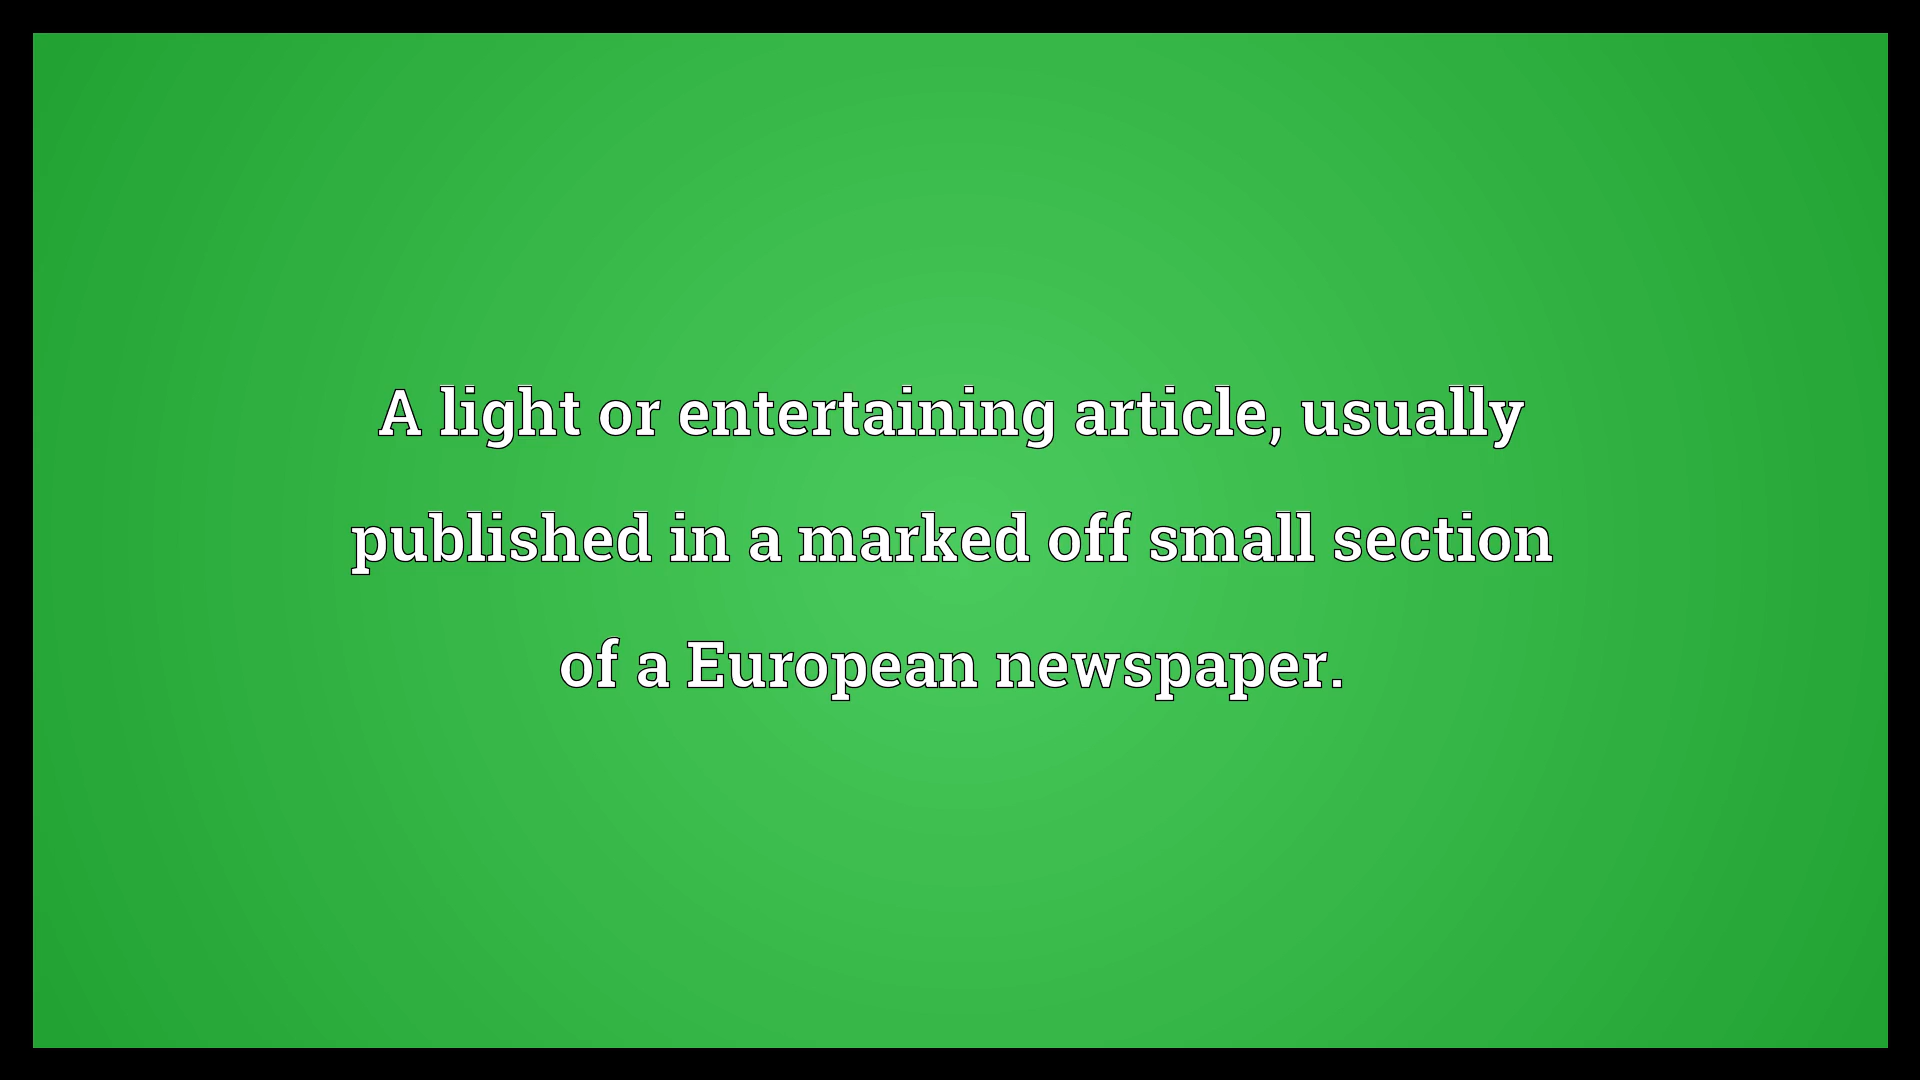 A light or entertaining article, usually
published in a marked off small section
of a European newspaper.